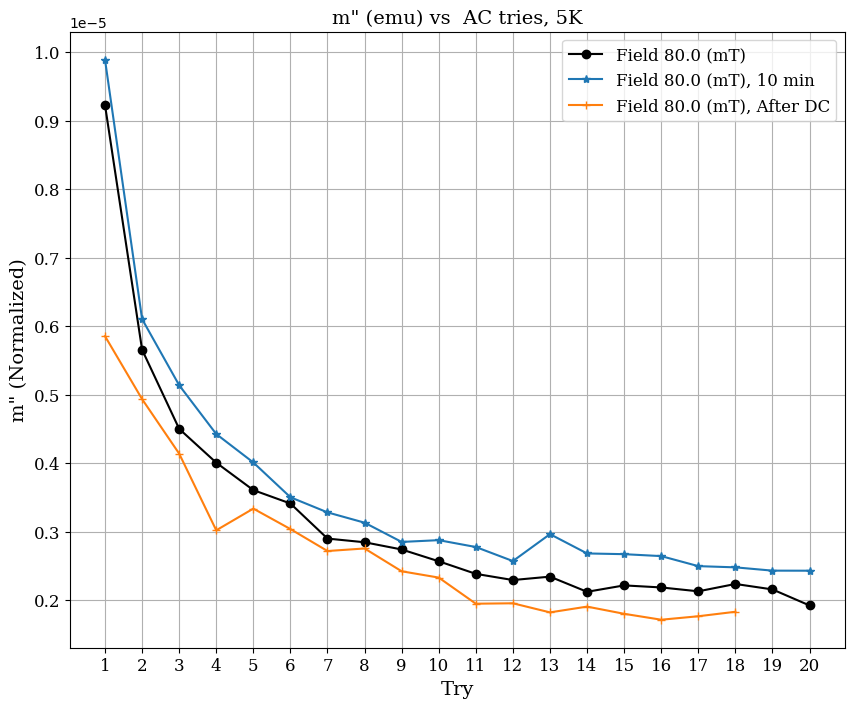 m" (emu) vs  AC tries, 5K
1e−5
Field 80.0 (mT)
Field 80.0 (mT), 10 min
Field 80.0 (mT), After DC
1.0
0.9
0.8
0.7
0.6
0.5
0.4
0.3
0.2
m" (Normalized)
1 2 3 4 5 6 7 8 9 10 11 12 13 14 15 16 17 18 19 20
Try